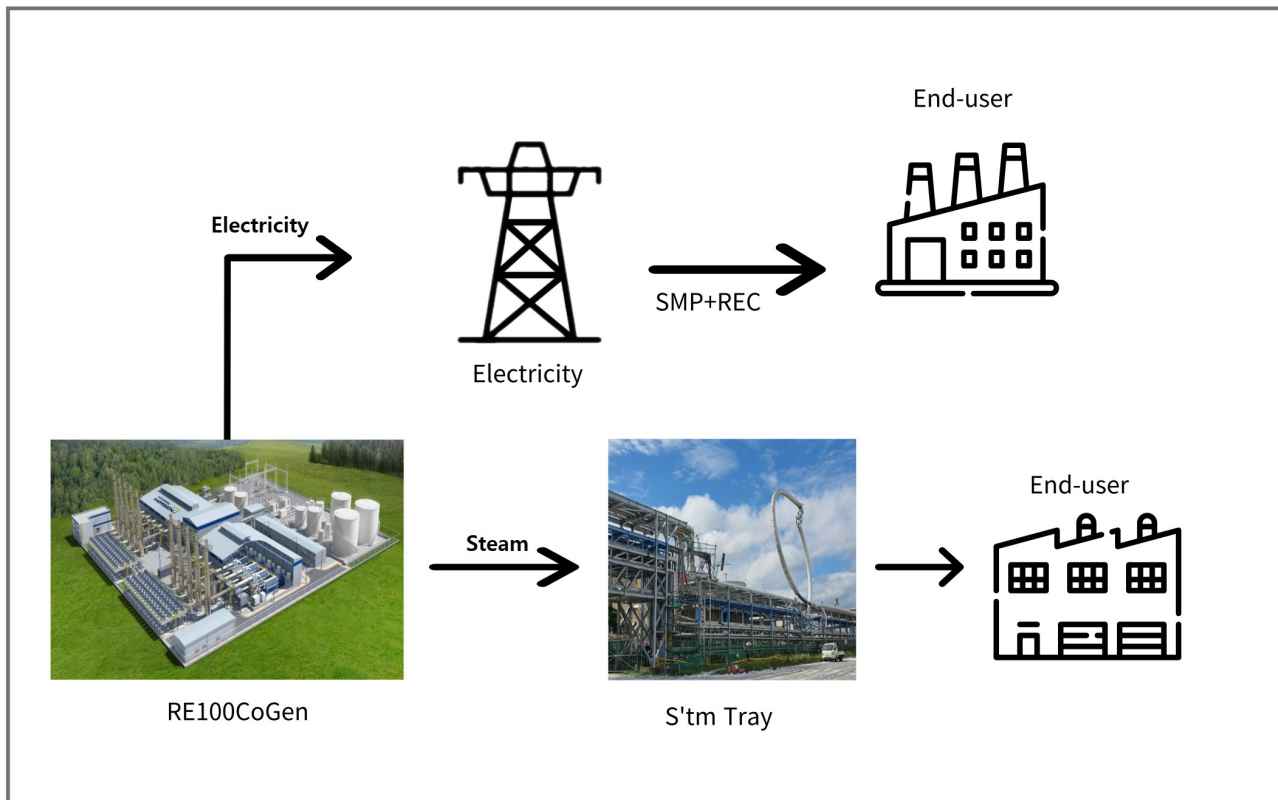 End-user
Electricity
SMP+REC
Electricity
End-user
Steam
RE100CoGen
S'tm Tray